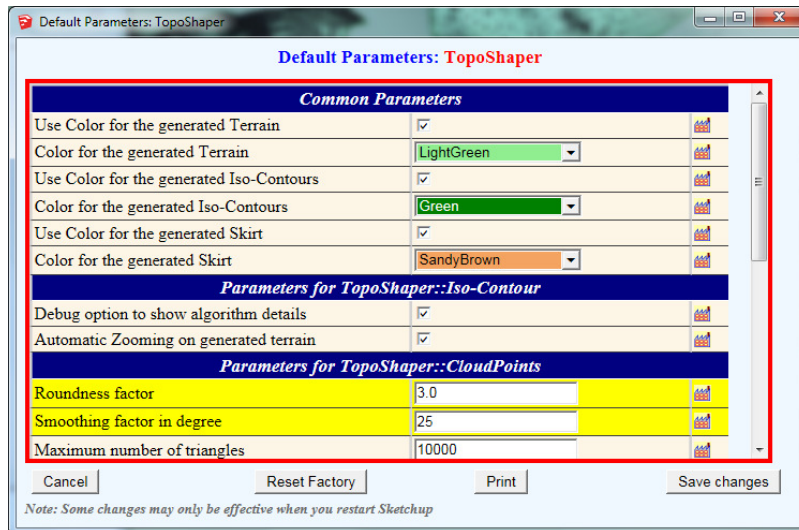 Default Parameters: TopoShaper
Default Parameters: TopoShaper
Common Parameters
Use Color for the generated Terrain
Color for the generated Terrain LightGreen
Use Color for the generated Iso-Contours
Color for the generated Iso-Contours Green
Use Color for the generated Skirt
Color for the generated Skirt SandyBrown
Parameters for TopoShaper::Iso-Contour
Debug option to show algorithm details
Automatic Zooming on generated terrain
Parameters for TopoShaper::CloudPoints
Roundness factor 3.0
Smoothing factor in degree 25
Maximum number of triangles 10000
Cancel Reset Factory Print Save changes
Note: Some changes may only be effective when you restart Sketchup